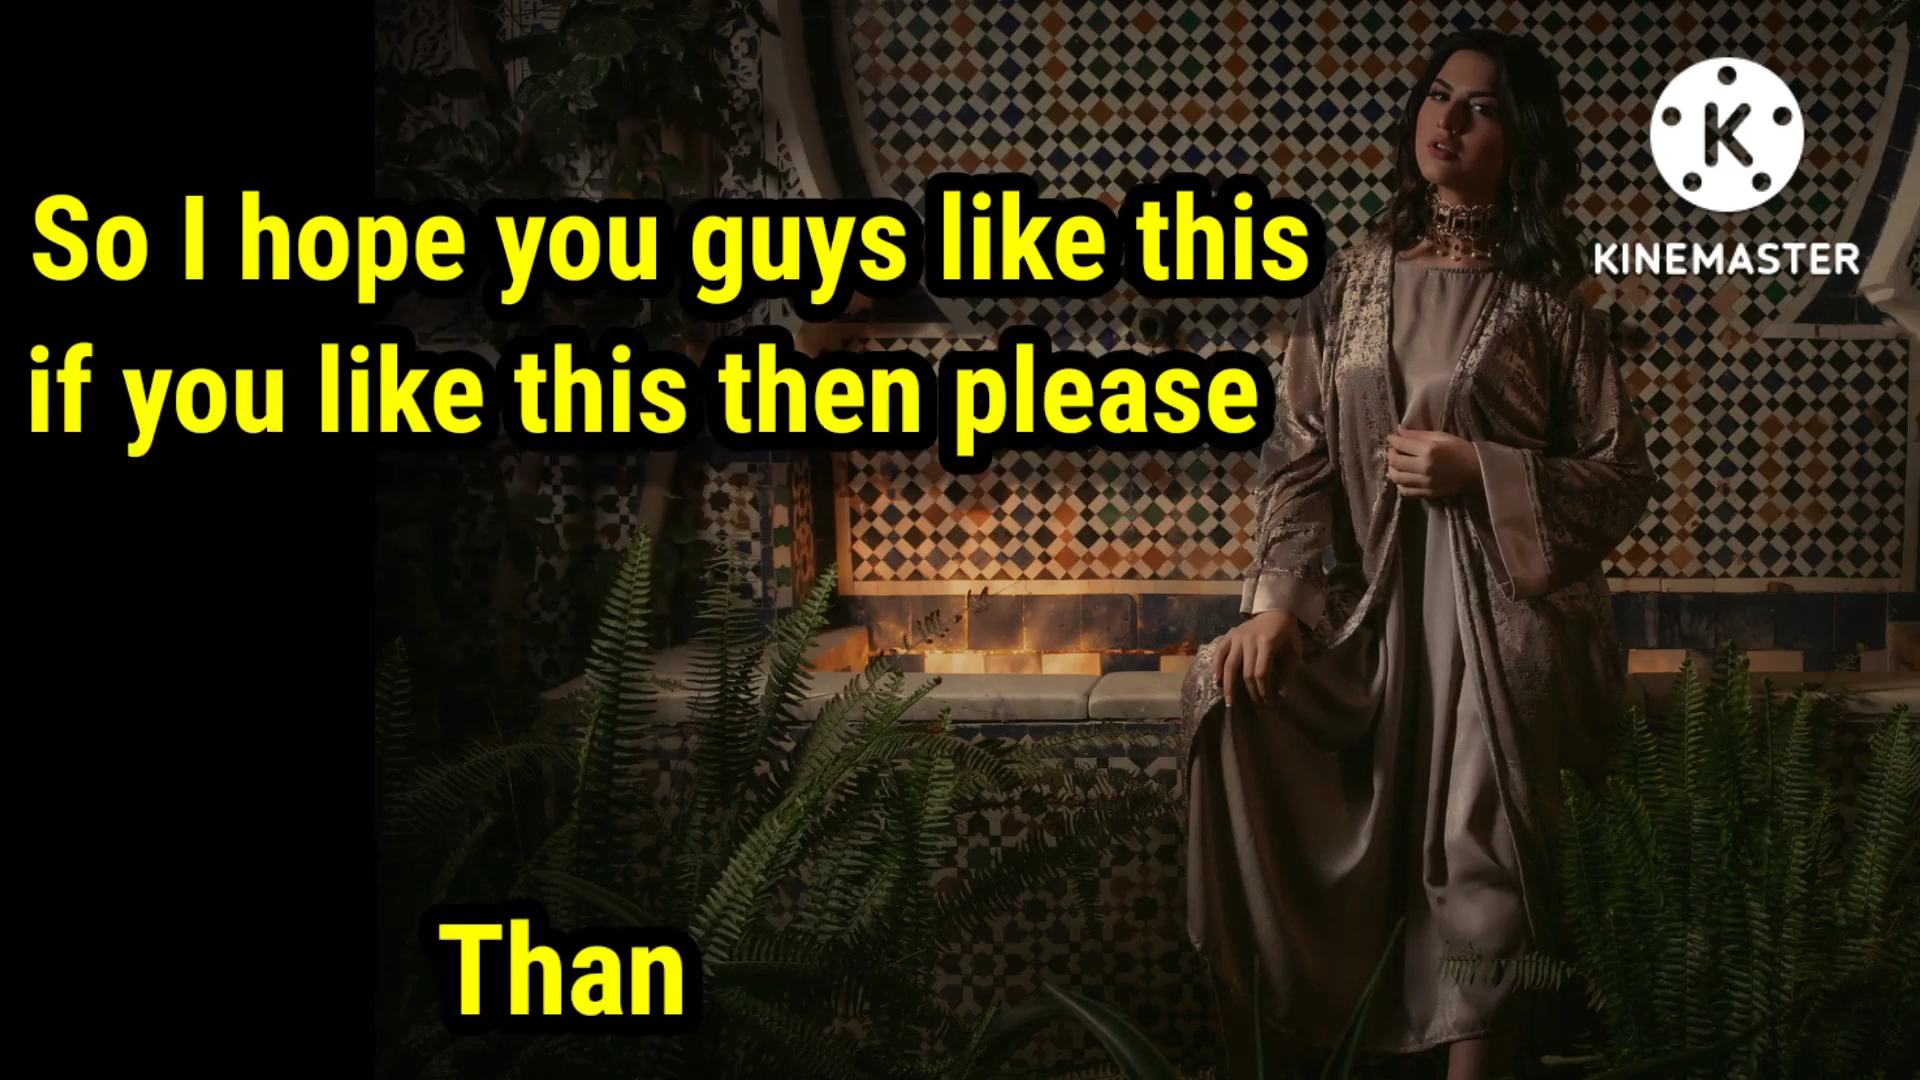 So I hope you guys like this
if you like this then please
Than
K
KINEMASTER